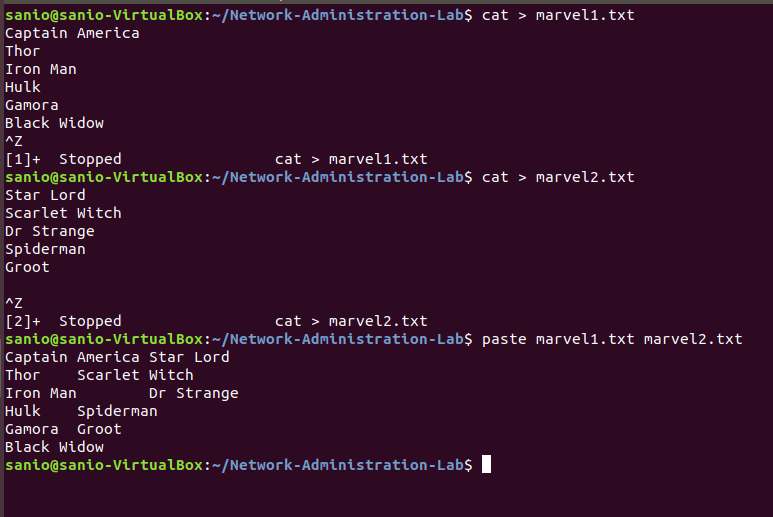 sanio@sanio-VirtualBox:~/Network-Administration-Lab$ cat > marvel1.txt
Captain America
Thor
Iron Man
Hulk
Gamora
Black Widow
^Z
[1]+  Stopped                 cat > marvel1.txt
sanio@sanio-VirtualBox:~/Network-Administration-Lab$ cat > marvel2.txt
Star Lord
Scarlet Witch
Dr Strange
Spiderman
Groot

^Z
[2]+  Stopped                 cat > marvel2.txt
sanio@sanio-VirtualBox:~/Network-Administration-Lab$ paste marvel1.txt marvel2.txt
Captain America Star Lord
Thor    Scarlet Witch
Iron Man        Dr Strange
Hulk    Spiderman
Gamora  Groot
Black Widow
sanio@sanio-VirtualBox:~/Network-Administration-Lab$